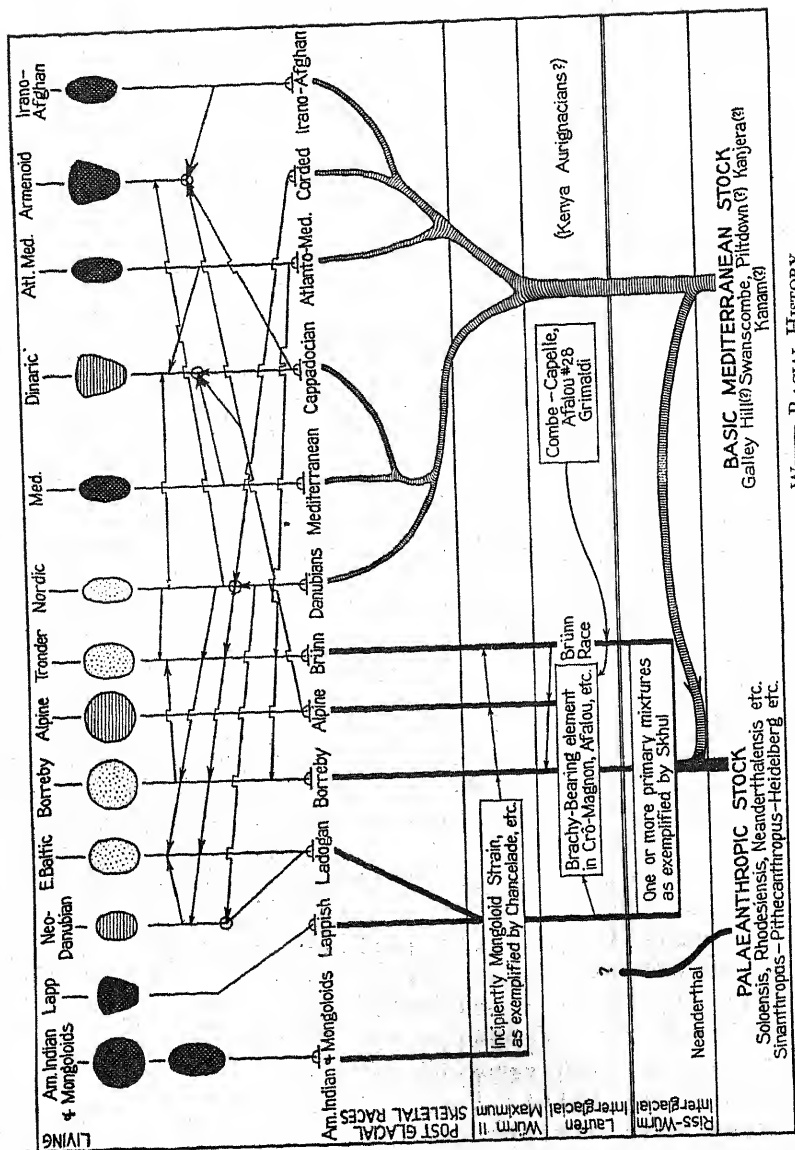 LIVING
Am. Indian
& Mongoloids
Lapp
Neo-
Danubian
E.Baltic
Borreby
Alpine
Trønder
Nordic
Med.
Dinaric
Atl. Med.
Armenoid
Irano-
Afghan
POST GLACIAL
SKELETAL RACES
Am.Indian & Mongoloids
Lappish
Ladogan
Borreby
Alpine
Brünn
Danubians
Mediterranean
Cappadocian
Atlanto-Med.
Corded
Irano-Afghan
Würm II
Maximum
Incipiently Mongoloid Strain,
as exemplified by Chancelade, etc.
Laufen
Interglacial
?
Brachy-Bearing element
in Crô-Magnon, Afalou, etc.
Brünn
Race
Combe-Capelle,
Afalou #28
Grimaldi
(Kenya Aurignacians?)
Riss-Würm
Interglacial
Neanderthal
One or more primary mixtures
as exemplified by Skhul
PALAEANTHROPIC STOCK
Soloensis, Rhodesiensis, Neanderthalensis etc.
Sinanthropas-Pithecanthropus-Heidelberg etc.
BASIC MEDITERRANEAN STOCK
Galley Hill(?) Swanscombe, Piltdown(?) Kanjera(?)
Kanam(?)
RACIAL HISTORY